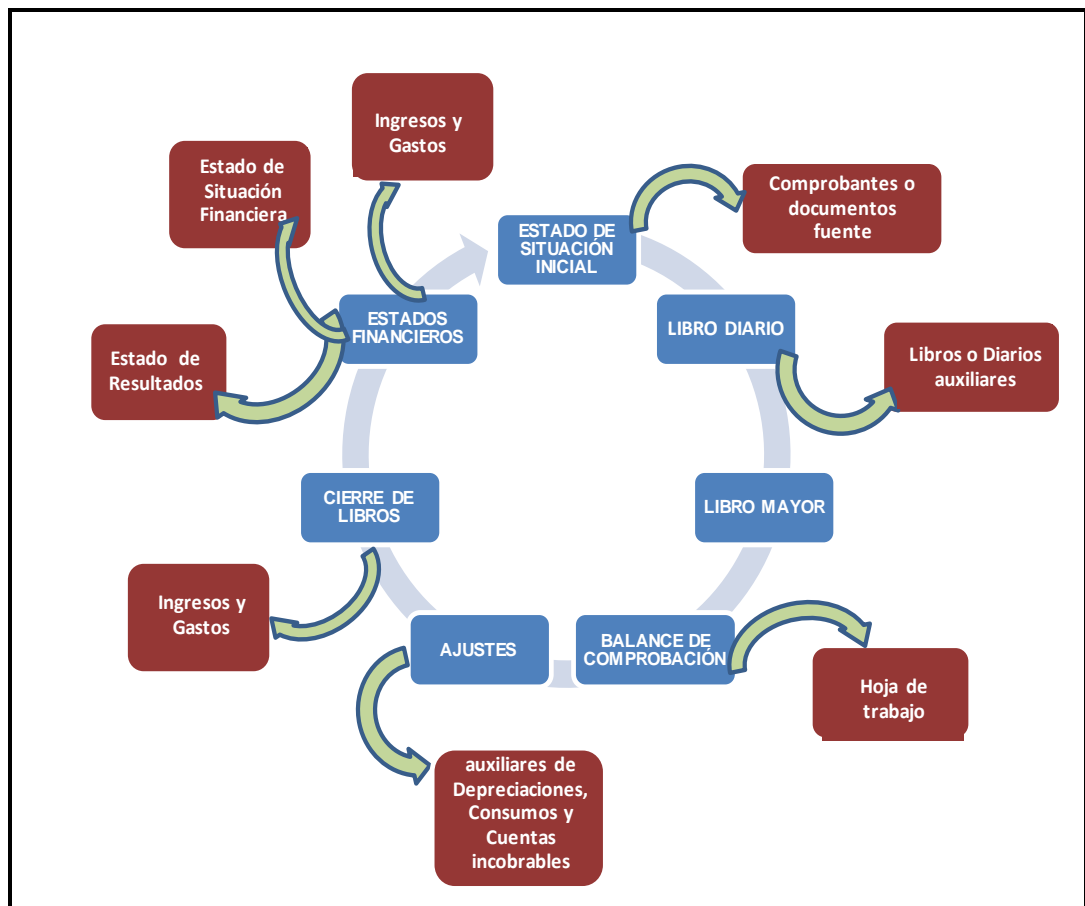 Ingresos y
Gastos
Estado de
Situación
Financiera
Comprobantes o
documentos
fuente
ESTADO DE
SITUACIÓN
INICIAL
ESTADOS
FINANCIEROS
LIBRO DIARIO
Estado de
Resultados
Libros o Diarios
auxiliares
CIERRE DE
LIBROS
LIBRO MAYOR
Ingresos y
Gastos
AJUSTES
BALANCE DE
COMPROBACIÓN
Hoja de
trabajo
auxiliares de
Depreciaciones,
Consumos y
Cuentas
incobrables